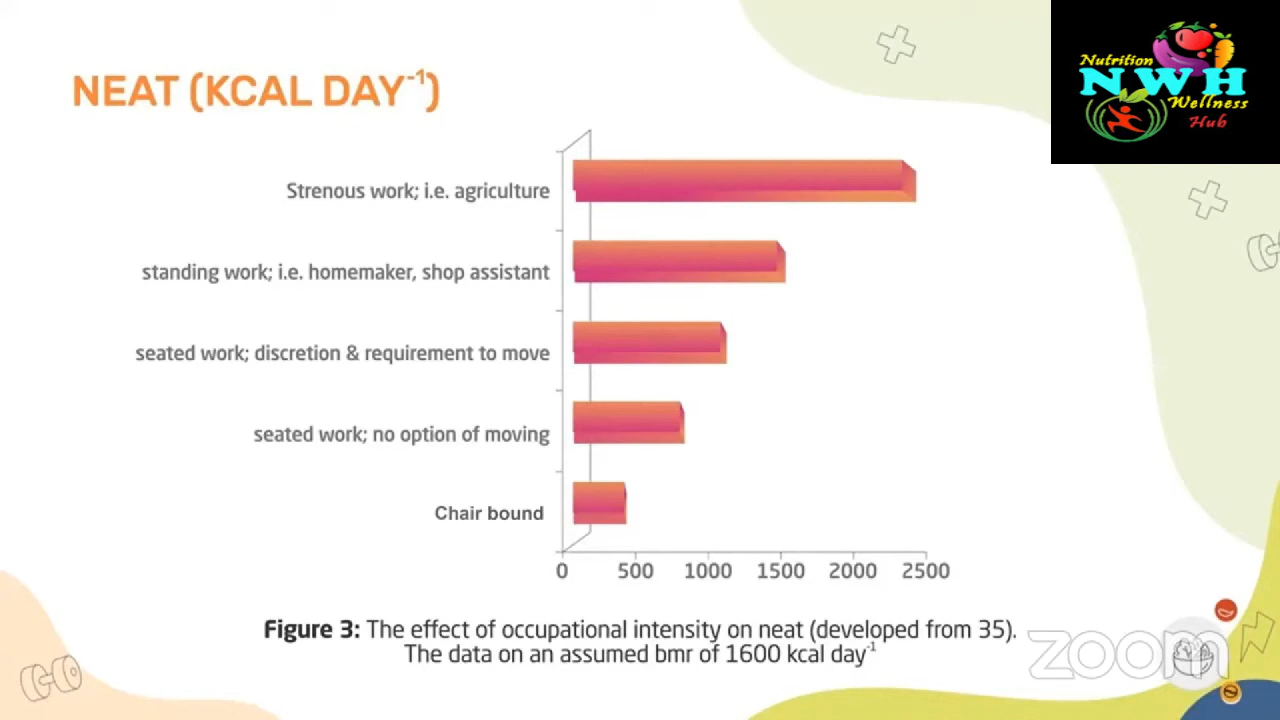 NEAT (KCAL DAY⁻¹)
Nutrition
NWH
Wellness
Hub
Strenous work; i.e. agriculture
standing work; i.e. homemaker, shop assistant
seated work; discretion & requirement to move
seated work; no option of moving
Chair bound
0 500 1000 1500 2000 2500
Figure 3: The effect of occupational intensity on neat (developed from 35).
The data on an assumed bmr of 1600 kcal day⁻¹
zoom